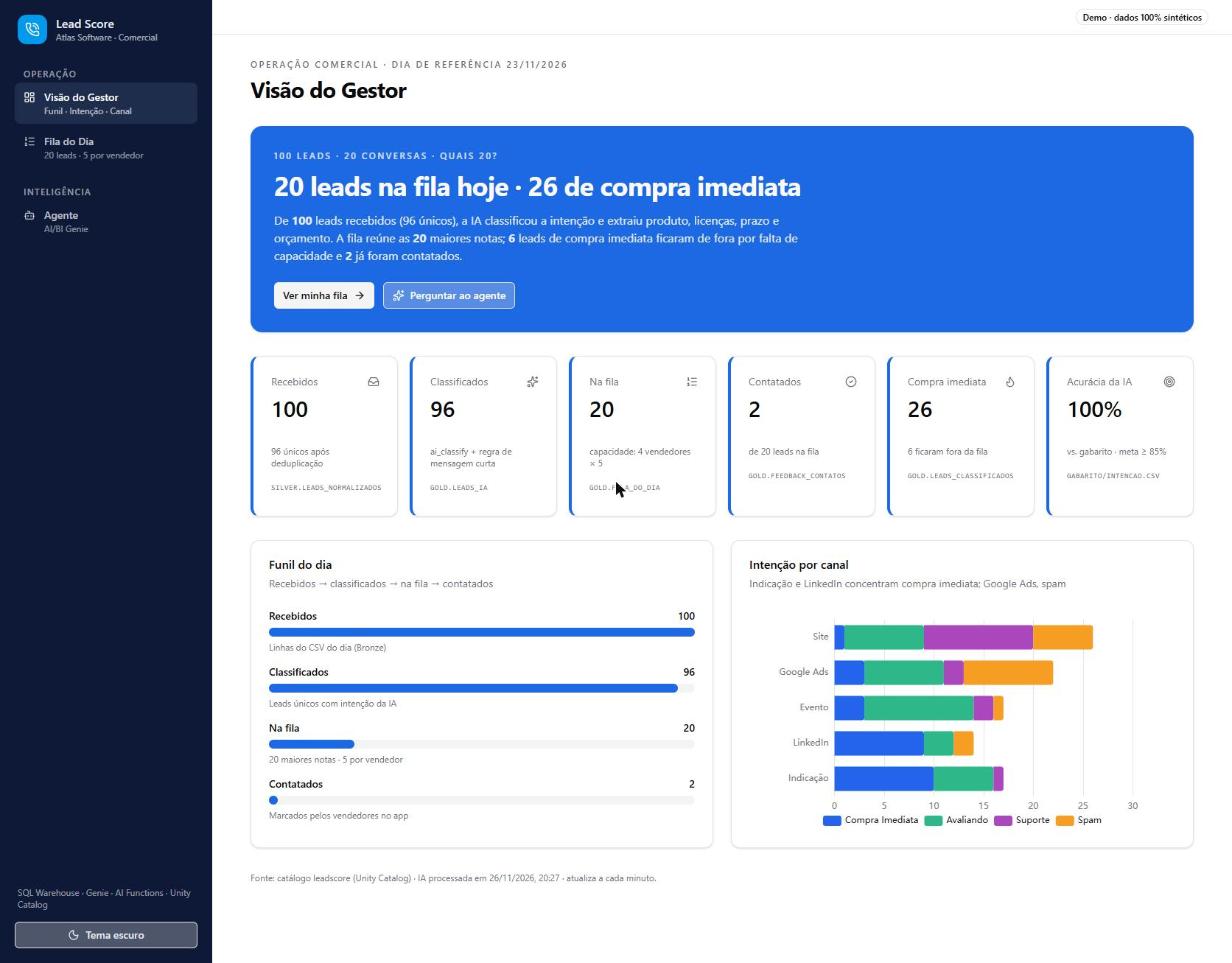 Lead Score
Atlas Software · Comercial
OPERAÇÃO
Visão do Gestor
Funil · Intenção · Canal
Fila do Dia
20 leads · 5 por vendedor
INTELIGÊNCIA
Agente
AI/BI Genie
SQL Warehouse · Genie · AI Functions · Unity
Catalog
Tema escuro
Demo · dados 100% sintéticos
OPERAÇÃO COMERCIAL · DIA DE REFERÊNCIA 23/11/2026
Visão do Gestor
100 LEADS · 20 CONVERSAS · QUAIS 20?
20 leads na fila hoje · 26 de compra imediata
De 100 leads recebidos (96 únicos), a IA classificou a intenção e extraiu produto, licenças, prazo e
orçamento. A fila reúne as 20 maiores notas; 6 leads de compra imediata ficaram de fora por falta de
capacidade e 2 já foram contatados.
Ver minha fila
Perguntar ao agente
Recebidos
100
96 únicos após
deduplicação
SILVER.LEADS_NORMALIZADOS
Classificados
96
ai_classify + regra de
mensagem curta
GOLD.LEADS_IA
Na fila
20
capacidade: 4 vendedores
× 5
Contatados
2
de 20 leads na fila
GOLD.FEEDBACK_CONTATOS
Compra imediata
26
6 ficaram fora da fila
GOLD.LEADS_CLASSIFICADOS
Acurácia da IA
100%
vs. gabarito · meta ≥ 85%
GABARITO/INTENCAO.CSV
Funil do dia
Recebidos → classificados → na fila → contatados
Recebidos 100
Linhas do CSV do dia (Bronze)
Classificados 96
Leads únicos com intenção da IA
Na fila 20
20 maiores notas · 5 por vendedor
Contatados 2
Marcados pelos vendedores no app
Intenção por canal
Indicação e LinkedIn concentram compra imediata; Google Ads, spam
Site
Google Ads
Evento
LinkedIn
Indicação
0 5 10 15 20 25 30
Compra Imediata Avaliando Suporte Spam
Fonte: catálogo leadscore (Unity Catalog) · IA processada em 26/11/2026, 20:27 · atualiza a cada minuto.